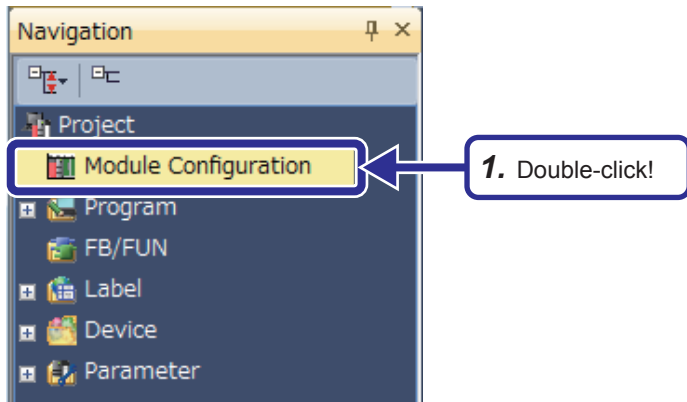 Navigation
Project
Module Configuration
1. Double-click!
Program
FB/FUN
Label
Device
Parameter